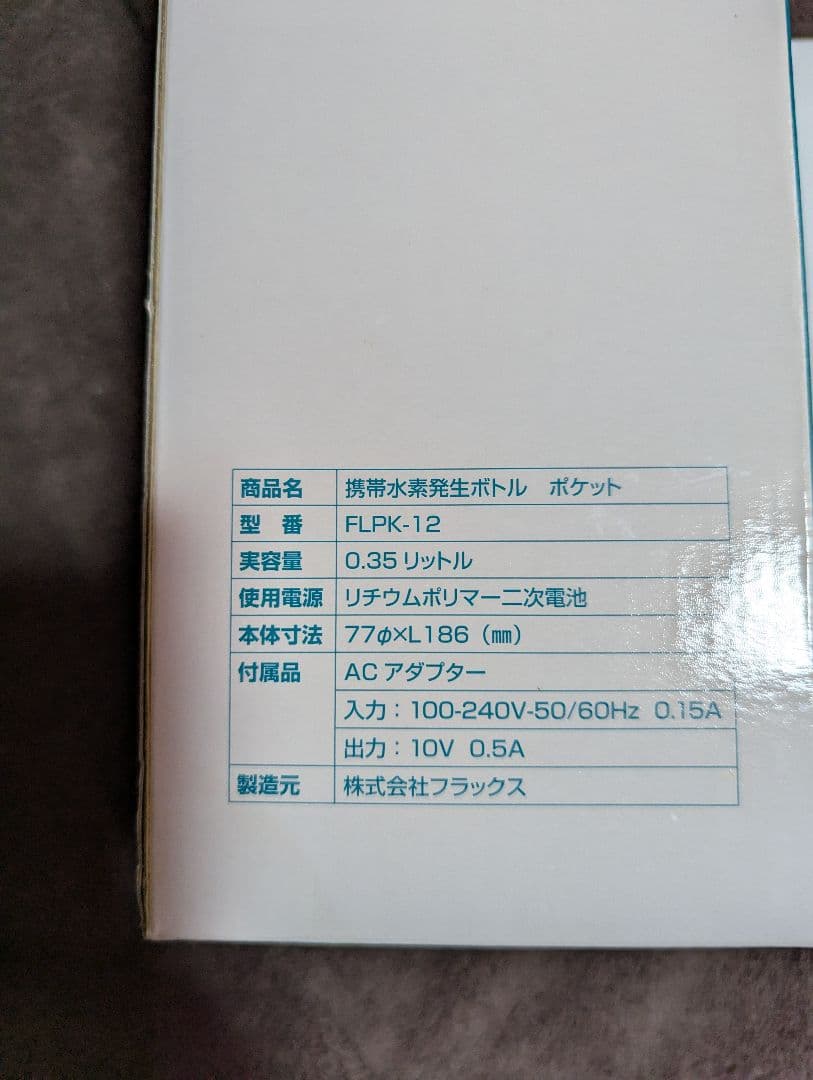 商品名 携帯水素発生ボトル　ポケット
型　番 FLPK-12
実容量 0.35リットル
使用電源 リチウムポリマー二次電池
本体寸法 77φ×L186（㎜）
付属品 ACアダプター
入力：100-240V-50/60Hz 0.15A
出力：10V 0.5A
製造元 株式会社フラックス